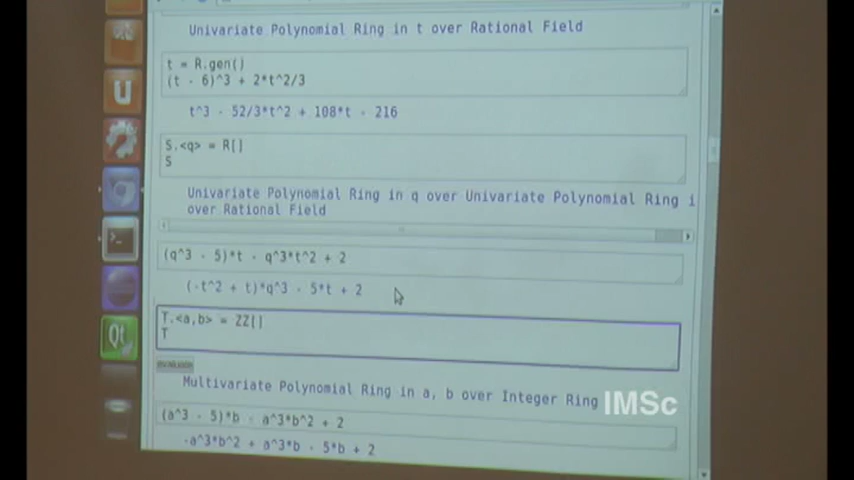 Univariate Polynomial Ring in t over Rational Field
t = R.gen()
(t - 6)^3 + 2*t^2/3
t^3 - 52/3*t^2 + 108*t - 216
S.<q> = R[]
S
Univariate Polynomial Ring in q over Univariate Polynomial Ring i
over Rational Field
(q^3 - 5)*t - q^3*t^2 + 2
(-t^2 + t)*q^3 - 5*t + 2
T.<a,b> = ZZ[]
T
evaluate
Multivariate Polynomial Ring in a, b over Integer Ring
IMSc
(a^3 - 5)*b - a^3*b^2 + 2
-a^3*b^2 + a^3*b - 5*b + 2
U
Qt